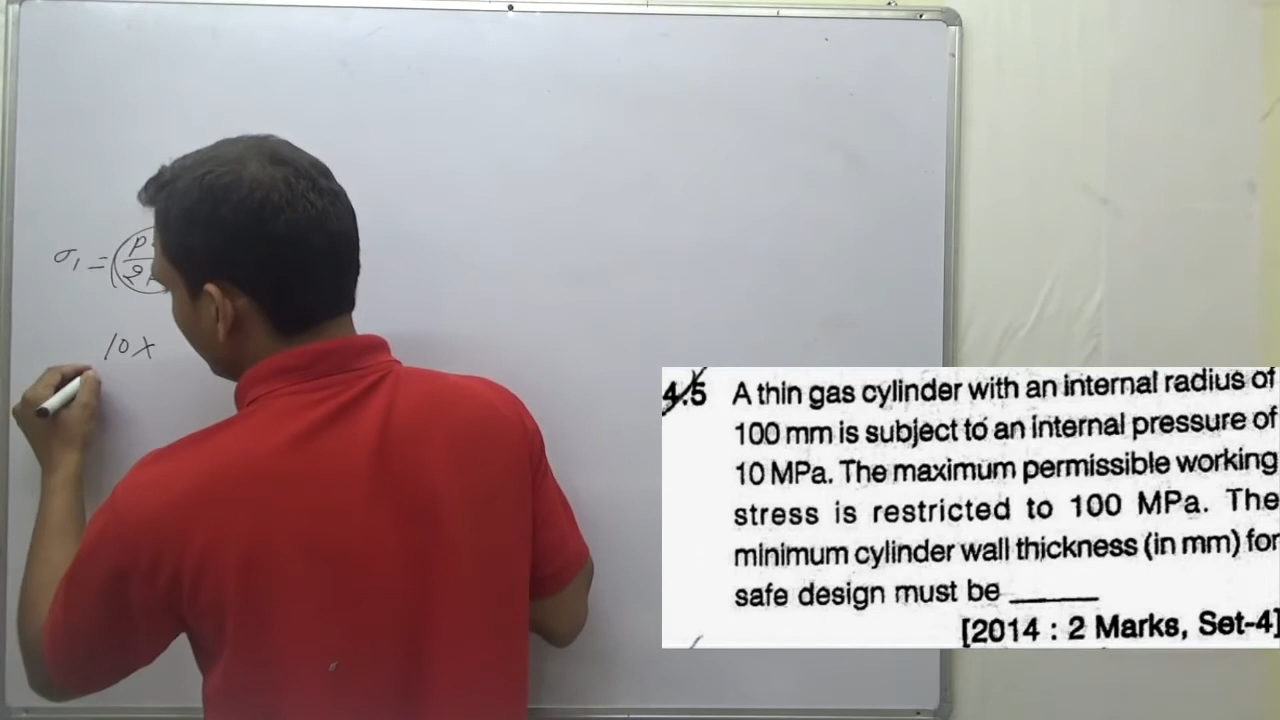 σ₁ = (P
2
10 X
4.5 A thin gas cylinder with an internal radius of
100 mm is subject to an internal pressure of
10 MPa. The maximum permissible working
stress is restricted to 100 MPa. The
minimum cylinder wall thickness (in mm) for
safe design must be ______
[2014 : 2 Marks, Set-4]